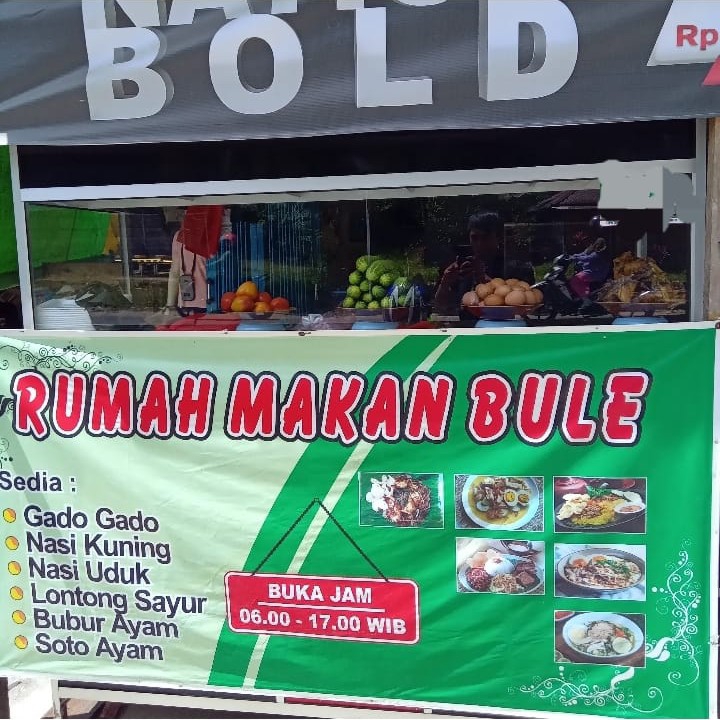 BOLD
Rp
RUMAH MAKAN BULE
Sedia :
Gado Gado
Nasi Kuning
Nasi Uduk
Lontong Sayur
Bubur Ayam
Soto Ayam
BUKA JAM
06.00 - 17.00 WIB